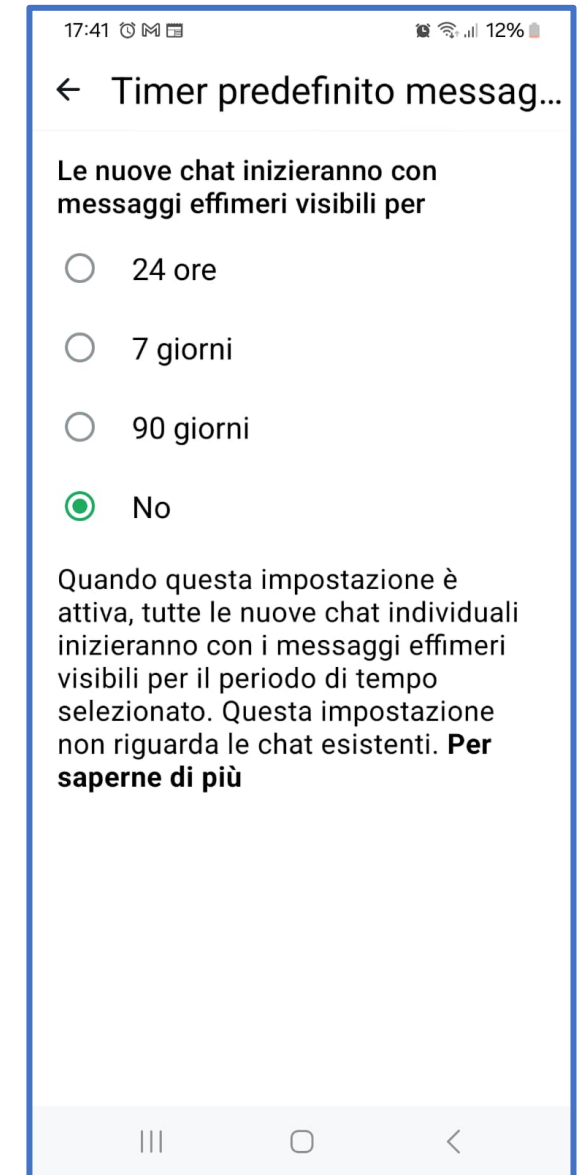 17:41 12%
Timer predefinito messag...
Le nuove chat inizieranno con
messaggi effimeri visibili per
24 ore
7 giorni
90 giorni
No
Quando questa impostazione è
attiva, tutte le nuove chat individuali
inizieranno con i messaggi effimeri
visibili per il periodo di tempo
selezionato. Questa impostazione
non riguarda le chat esistenti. Per
saperne di più